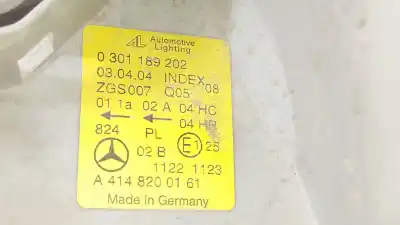 AL Automotive Lighting
0 301 189 202
03.04.04 INDEX 08
ZGS007 Q05
01 1a 02 A 04 HC
04 HR
824 PL
02 B E1 25
1122 1123
A 414 820 01 61
Made in Germany